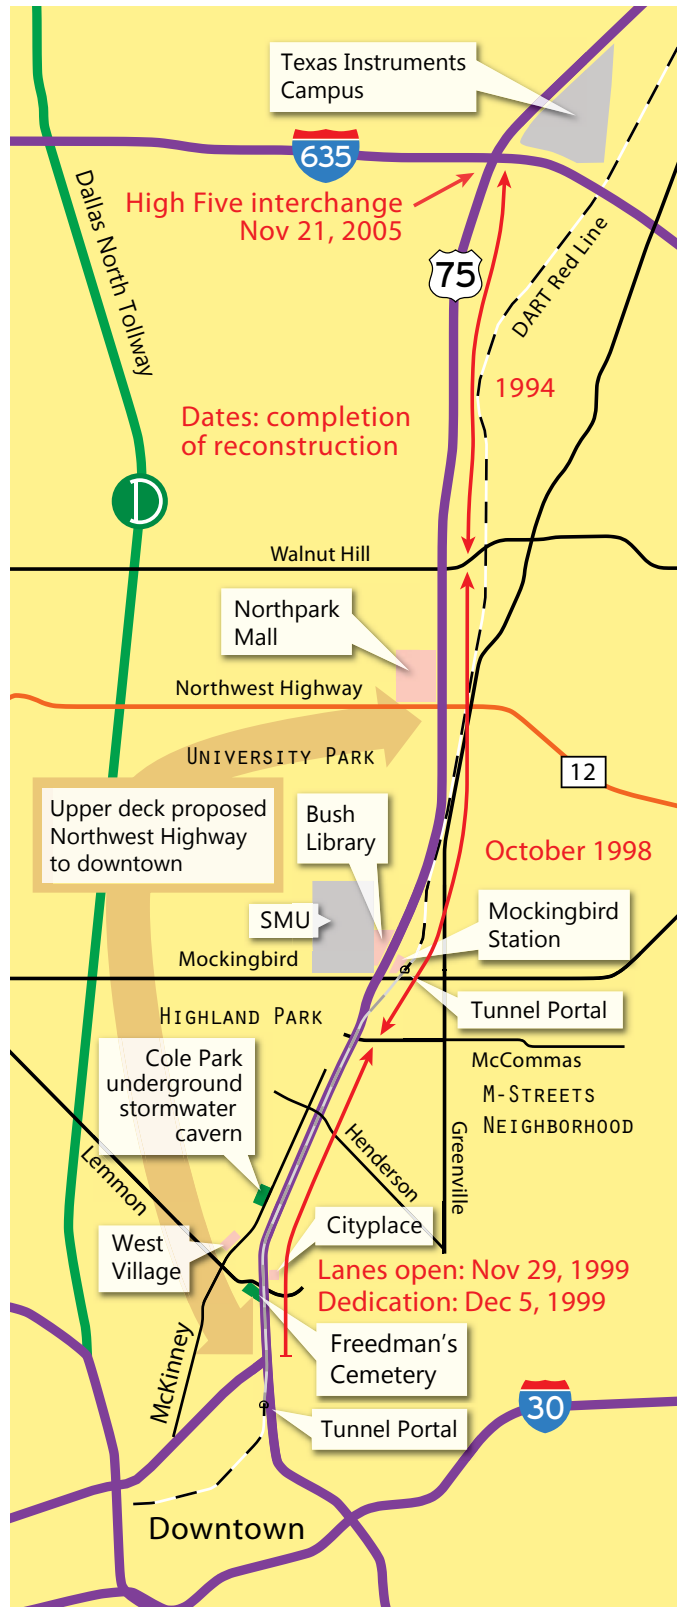 Texas Instruments
Campus
635
Dallas North Tollway
High Five interchange
Nov 21, 2005
75
DART Red Line
1994
Dates: completion
of reconstruction
D
Walnut Hill
Northpark
Mall
Northwest Highway
UNIVERSITY PARK
12
Upper deck proposed
Northwest Highway
to downtown
Bush
Library
October 1998
SMU
Mockingbird
Station
Mockingbird
Tunnel Portal
HIGHLAND PARK
McCommas
Cole Park
underground
stormwater
cavern
M-STREETS
NEIGHBORHOOD
Lemmon
Henderson
Greenville
Cityplace
West
Village
Lanes open: Nov 29, 1999
Dedication: Dec 5, 1999
Freedman's
Cemetery
McKinney
30
Tunnel Portal
Downtown